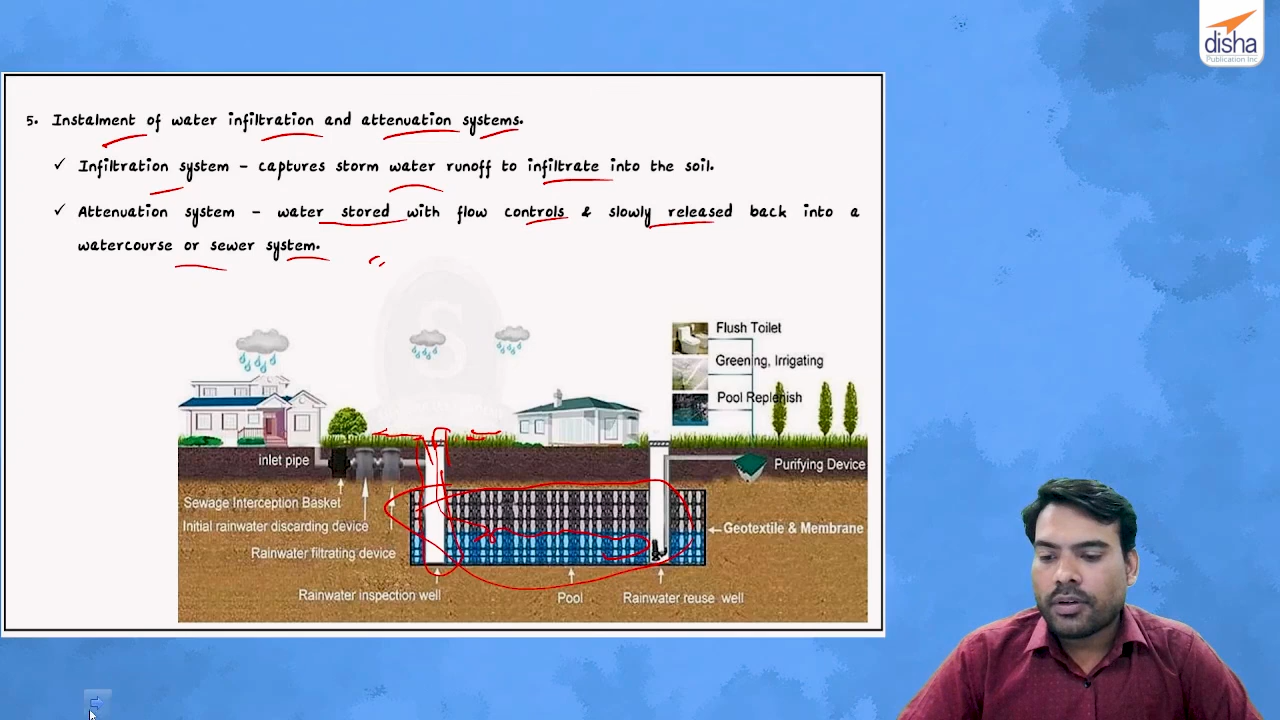 disha
Publication Inc
5. Instalment of water infiltration and attenuation systems.
✓ Infiltration system - captures storm water runoff to infiltrate into the soil.
✓ Attenuation system - water stored with flow controls & slowly released back into a
watercourse or sewer system.
Flush Toilet
Greening, Irrigating
Pool Replenish
inlet pipe
Purifying Device
Sewage Interception Basket
Initial rainwater discarding device
Geotextile & Membrane
Rainwater filtrating device
Rainwater inspection well
Pool
Rainwater reuse well